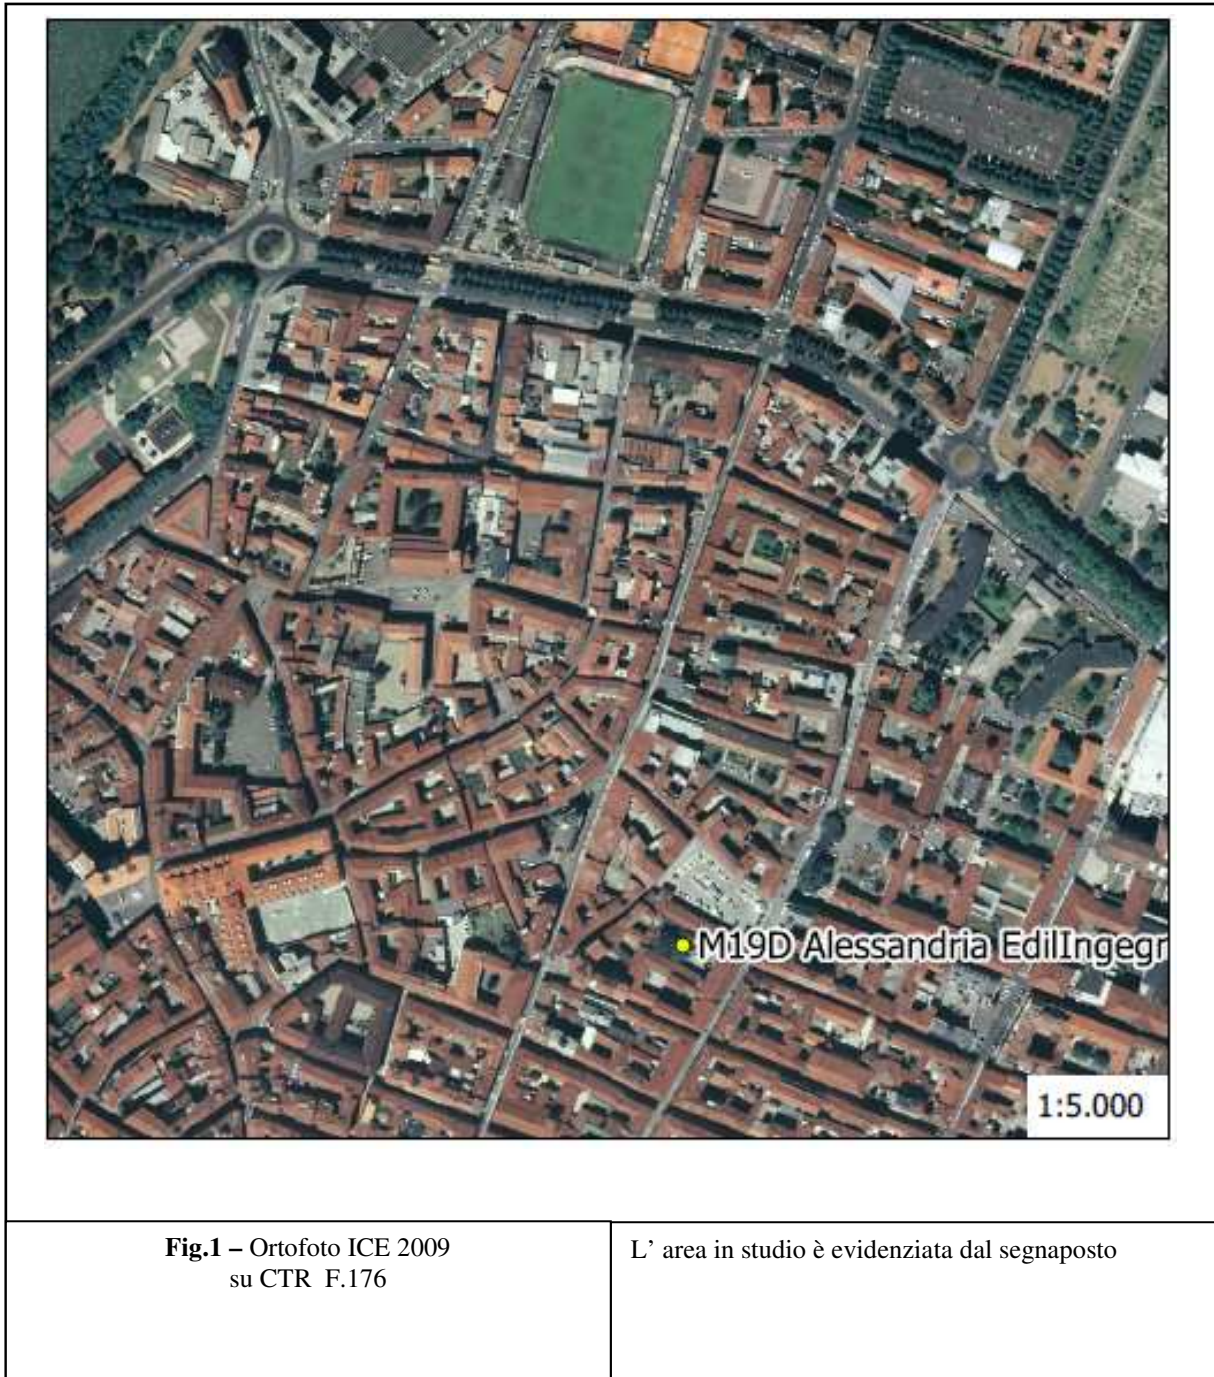 M19D Alessandria EdilIngegr
1:5.000
Fig.1 – Ortofoto ICE 2009
su CTR F.176
L' area in studio è evidenziata dal segnaposto